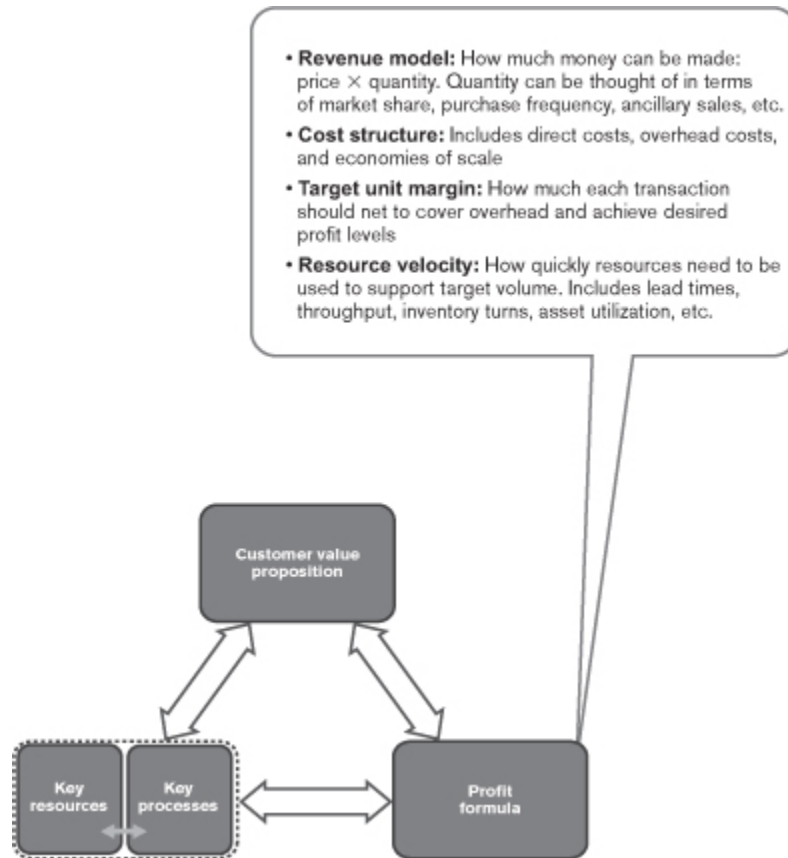 • Revenue model: How much money can be made:
price × quantity. Quantity can be thought of in terms
of market share, purchase frequency, ancillary sales, etc.
• Cost structure: Includes direct costs, overhead costs,
and economies of scale
• Target unit margin: How much each transaction
should net to cover overhead and achieve desired
profit levels
• Resource velocity: How quickly resources need to be
used to support target volume. Includes lead times,
throughput, inventory turns, asset utilization, etc.
Customer value
proposition
Key
resources
Key
processes
Profit
formula